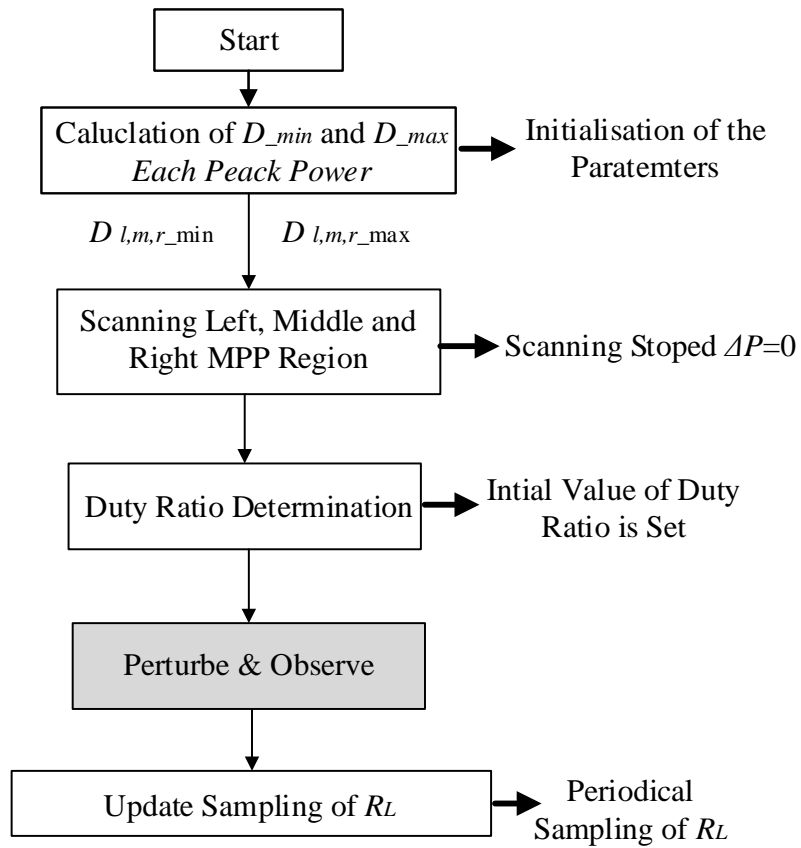 Start
Caluclation of D_min and D_max
Each Peack Power
Initialisation of the
Paratemters
D l,m,r_min
D l,m,r_max
Scanning Left, Middle and
Right MPP Region
Scanning Stoped ΔP=0
Duty Ratio Determination
Intial Value of Duty
Ratio is Set
Perturbe & Observe
Update Sampling of RL
Periodical
Sampling of RL